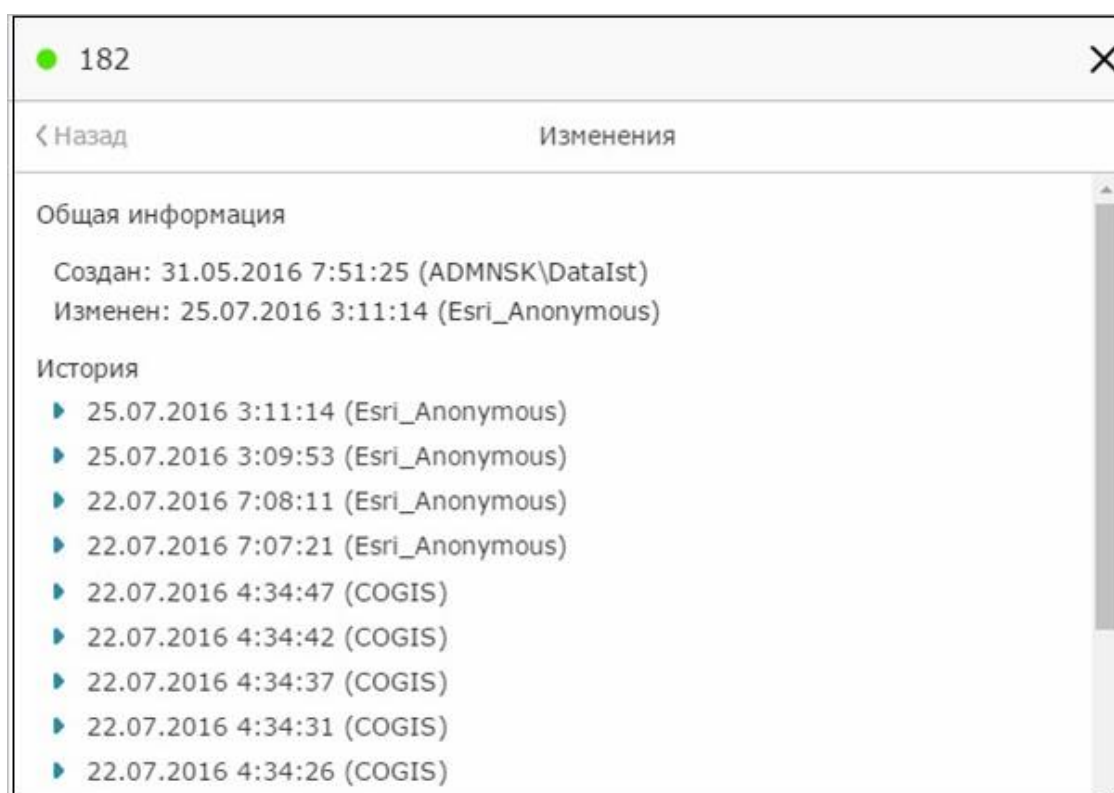 182
Назад Изменения
Общая информация
Создан: 31.05.2016 7:51:25 (ADMNSK\DataIst)
Изменен: 25.07.2016 3:11:14 (Esri_Anonymous)
История
25.07.2016 3:11:14 (Esri_Anonymous)
25.07.2016 3:09:53 (Esri_Anonymous)
22.07.2016 7:08:11 (Esri_Anonymous)
22.07.2016 7:07:21 (Esri_Anonymous)
22.07.2016 4:34:47 (COGIS)
22.07.2016 4:34:42 (COGIS)
22.07.2016 4:34:37 (COGIS)
22.07.2016 4:34:31 (COGIS)
22.07.2016 4:34:26 (COGIS)